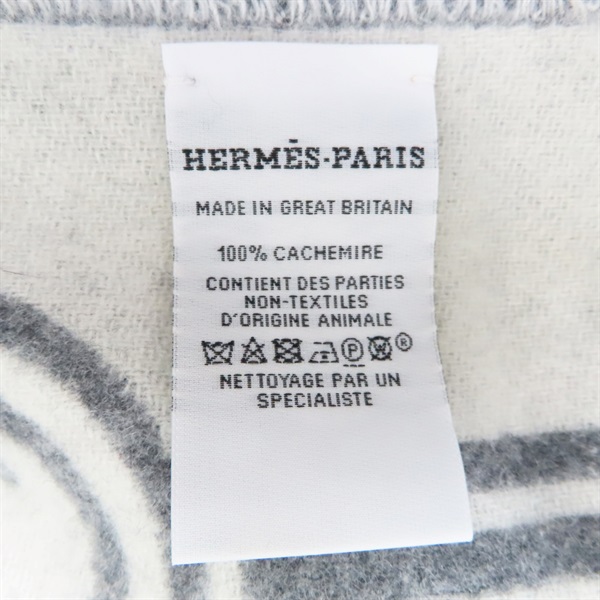 HERMÈS-PARIS
MADE IN GREAT BRITAIN
100% CACHEMIRE
CONTIENT DES PARTIES
NON-TEXTILES
D'ORIGINE ANIMALE
P W ®
NETTOYAGE PAR UN
SPECIALISTE